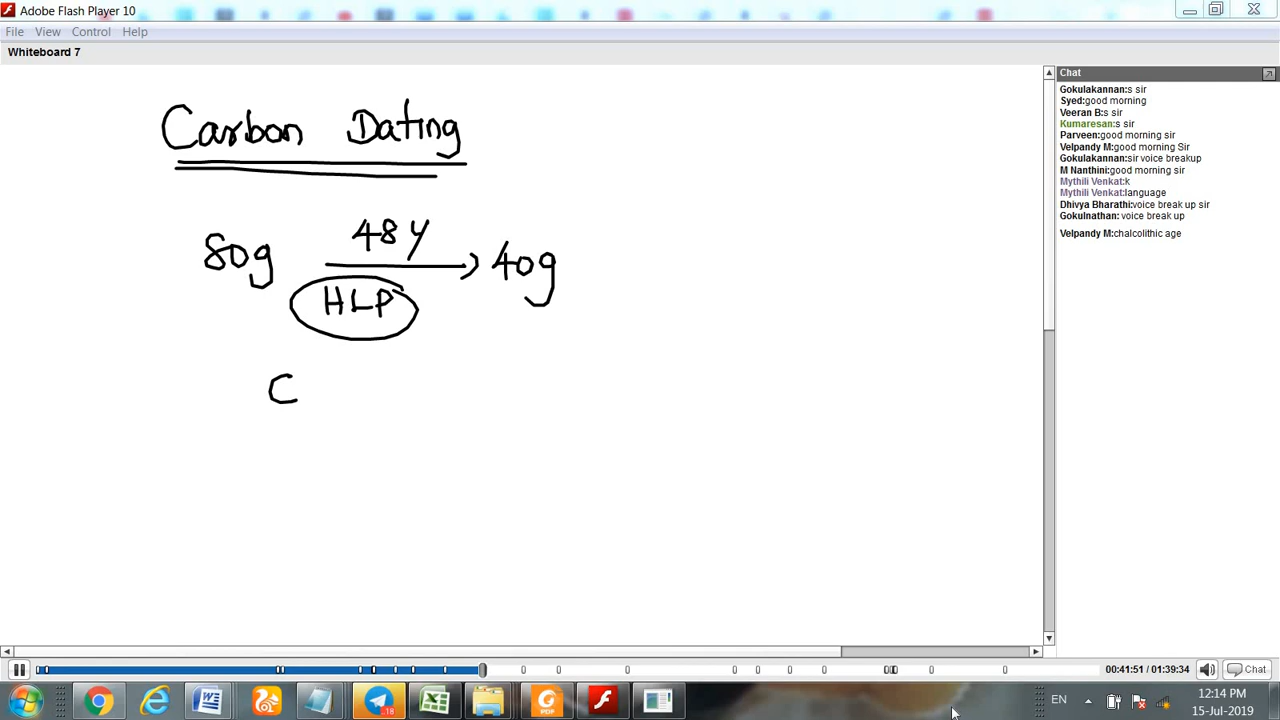 Adobe Flash Player 10
File View Control Help
Whiteboard 7
Carbon Dating
80g 48y 40g
HLP
C
Chat
Gokulakannan:s sir
Syed:good morning
Veeran B:s sir
Kumaresan:s sir
Parveen:good morning sir
Velpandy M:good morning Sir
Gokulakannan:sir voice breakup
M Nanthini:good morning sir
Mythili Venkat:k
Mythili Venkat:language
Dhivya Bharathi:voice break up sir
Gokulnathan: voice break up
Velpandy M:chalcolithic age
00:41:51 / 01:39:34 Chat
18 PDF EN 12:14 PM
15-Jul-2019